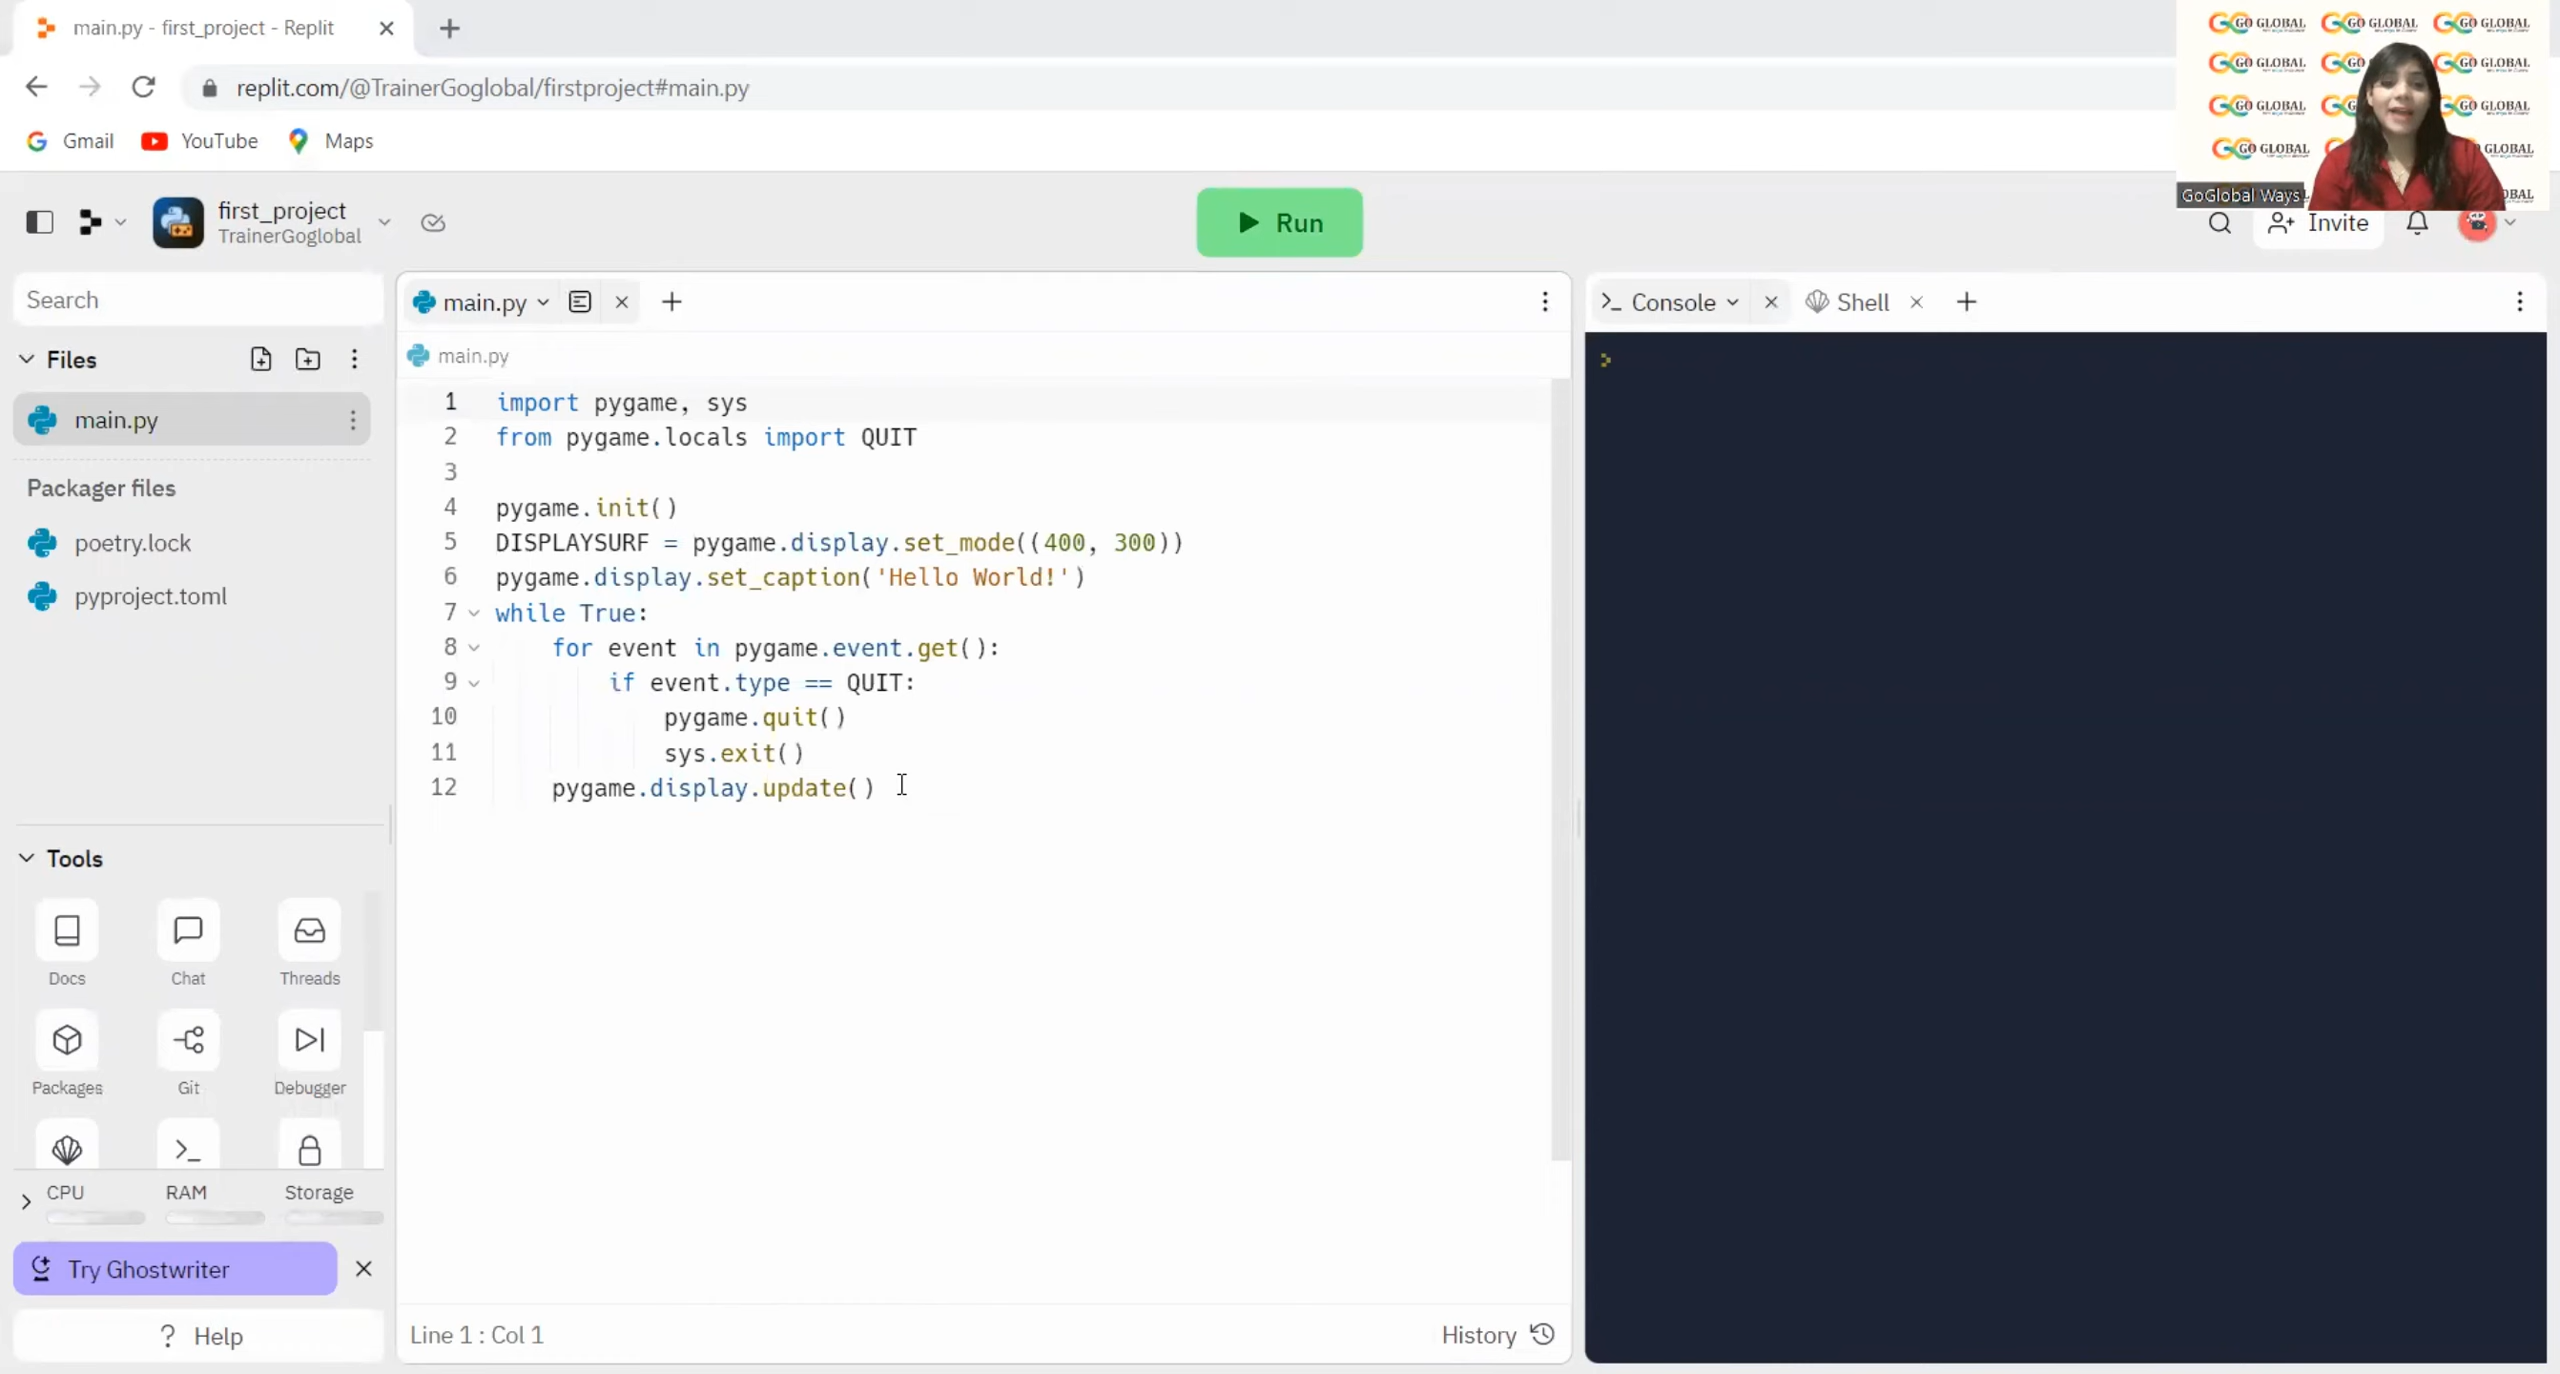 main.py - first_project - Replit
replit.com/@TrainerGoglobal/firstproject#main.py
Gmail YouTube Maps
GO GLOBAL GO GLOBAL GO GLOBAL
GO GLOBAL GO GO GLOBAL
GO GLOBAL GO GLOBAL
GO GLOBAL GLOBAL
GoGlobal Ways
first_project
TrainerGoglobal
Run
Invite
Search
Files
main.py
Packager files
poetry.lock
pyproject.toml
Tools
Docs Chat Threads
Packages Git Debugger
CPU RAM Storage
Try Ghostwriter
? Help
main.py
main.py
1 import pygame, sys
2 from pygame.locals import QUIT
3
4 pygame.init()
5 DISPLAYSURF = pygame.display.set_mode((400, 300))
6 pygame.display.set_caption('Hello World!')
7 while True:
8 for event in pygame.event.get():
9 if event.type == QUIT:
10 pygame.quit()
11 sys.exit()
12 pygame.display.update()
Line 1 : Col 1
History
>_ Console Shell
>